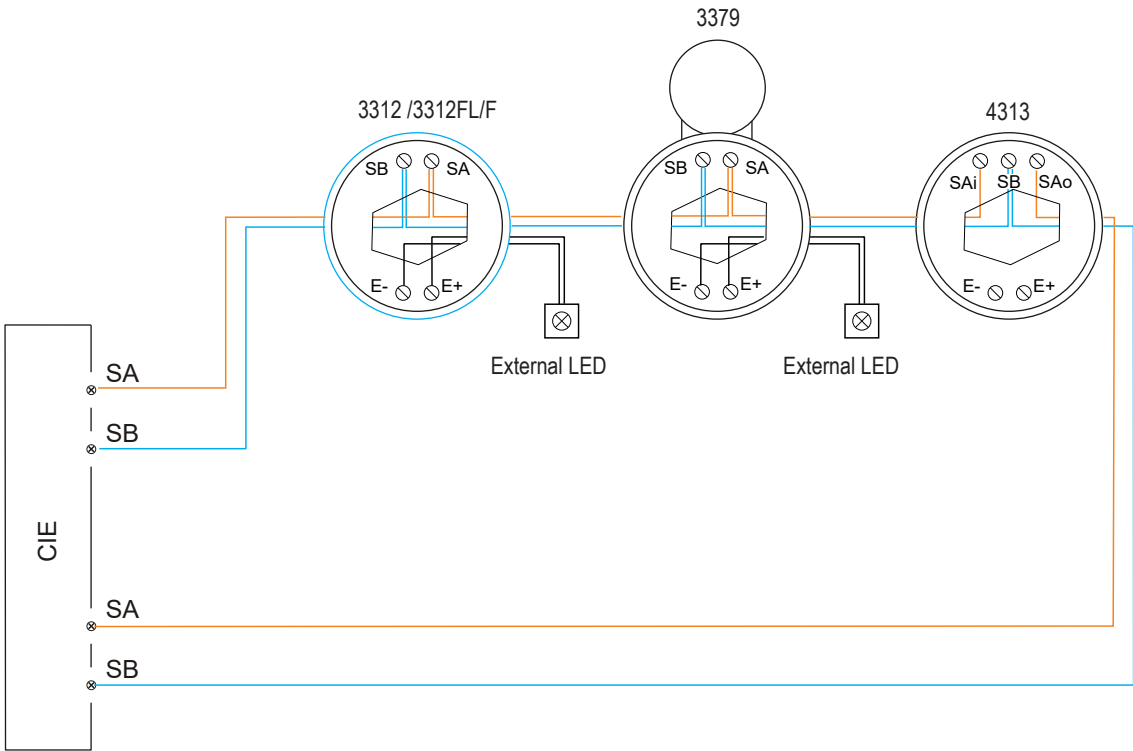 3379
3312 /3312FL/F
4313
SB SA
SB SA
SAi SB SAo
E- E+
E- E+
E- E+
External LED
External LED
SA
SB
CIE
SA
SB